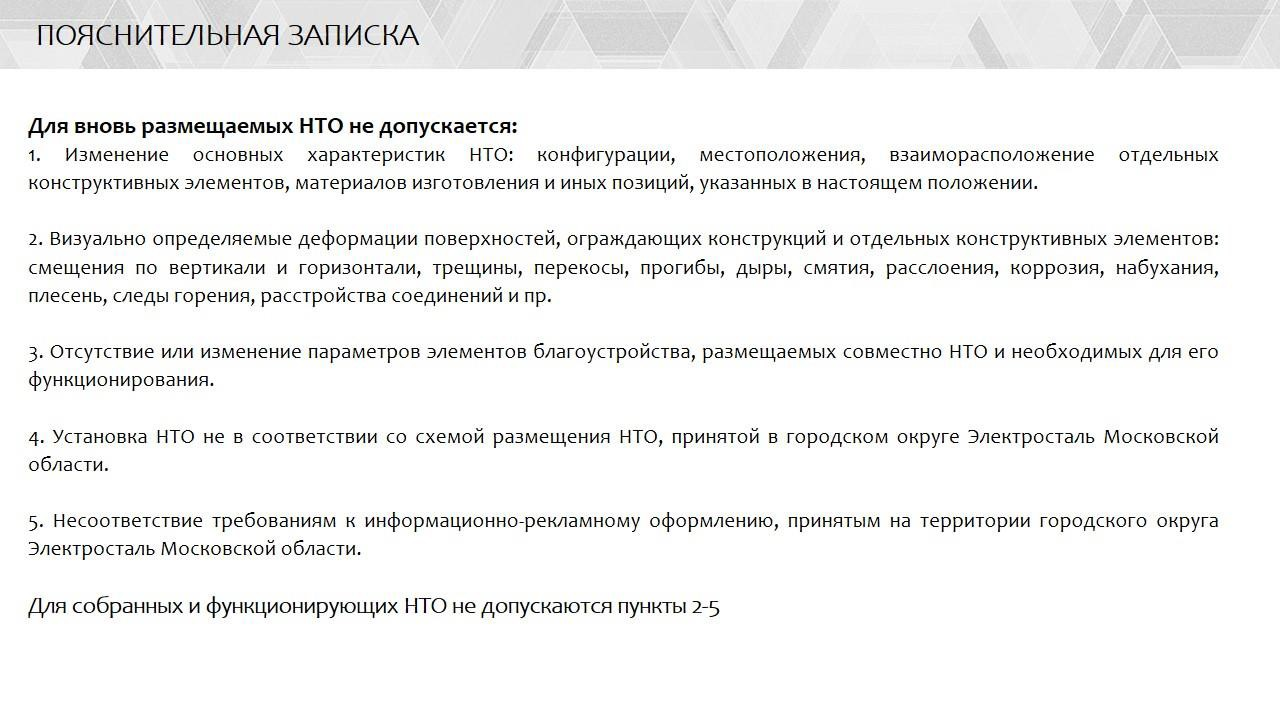 ПОЯСНИТЕЛЬНАЯ ЗАПИСКА
Для вновь размещаемых НТО не допускается:
1. Изменение основных характеристик НТО: конфигурации, местоположения, взаиморасположение отдельных
конструктивных элементов, материалов изготовления и иных позиций, указанных в настоящем положении.
2. Визуально определяемые деформации поверхностей, ограждающих конструкций и отдельных конструктивных элементов:
смещения по вертикали и горизонтали, трещины, перекосы, прогибы, дыры, смятия, расслоения, коррозия, набухания,
плесень, следы горения, расстройства соединений и пр.
3. Отсутствие или изменение параметров элементов благоустройства, размещаемых совместно НТО и необходимых для его
функционирования.
4. Установка НТО не в соответствии со схемой размещения НТО, принятой в городском округе Электросталь Московской
области.
5. Несоответствие требованиям к информационно-рекламному оформлению, принятым на территории городского округа
Электросталь Московской области.
Для собранных и функционирующих НТО не допускаются пункты 2-5